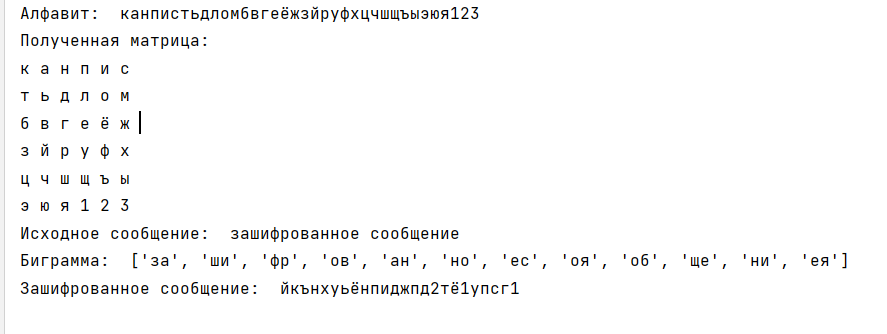 Алфавит:  канпистьдломбвгеёжзйруфхцчшщъыэюя123
Полученная матрица:
к а н п и с
т ь д л о м
б в г е ё ж
з й р у ф х
ц ч ш щ ъ ы
э ю я 1 2 3
Исходное сообщение:  зашифрованное сообщение
Биграмма:  ['за', 'ши', 'фр', 'ов', 'ан', 'но', 'ес', 'оя', 'об', 'ще', 'ни', 'ея']
Зашифрованное сообщение:  йкънхуьёнпиджпд2тё1упсг1